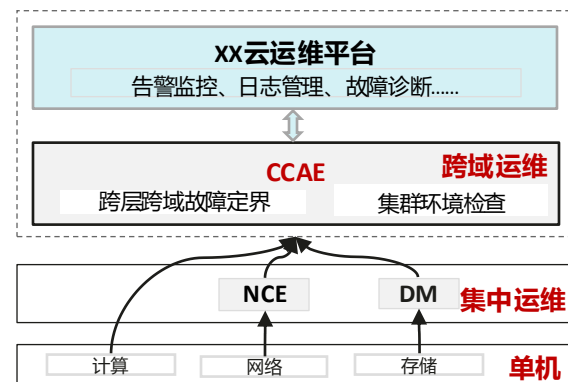 XX云运维平台
告警监控、日志管理、故障诊断......
CCAE
跨域运维
跨层跨域故障定界
集群环境检查
NCE
DM
集中运维
计算
网络
存储
单机